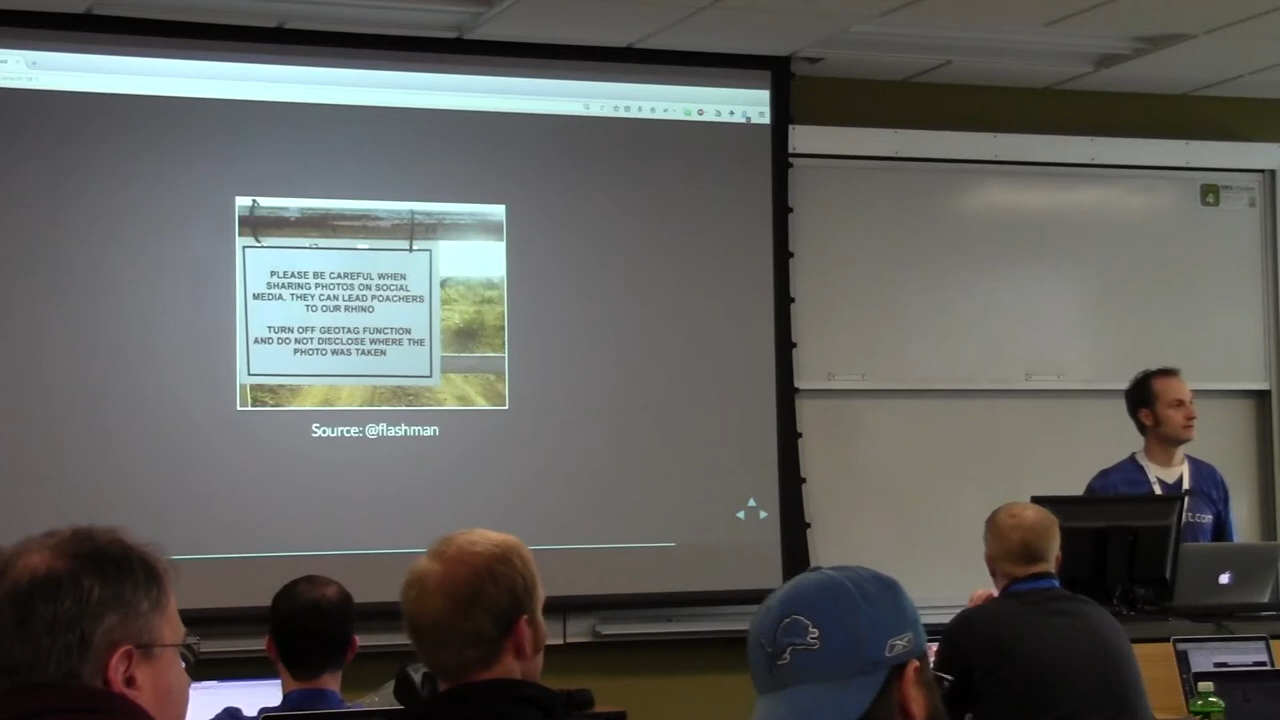 PLEASE BE CAREFUL WHEN
SHARING PHOTOS ON SOCIAL
MEDIA. THEY CAN LEAD POACHERS
TO OUR RHINO
TURN OFF GEOTAG FUNCTION
AND DO NOT DISCLOSE WHERE THE
PHOTO WAS TAKEN
Source: @flashman
4